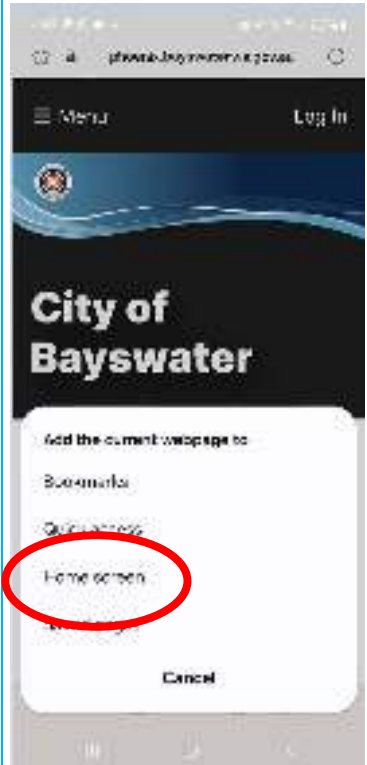 Menu
Log In
City of
Bayswater
Add the current webpage to
Bookmarks
Quick access
Home screen
Cancel